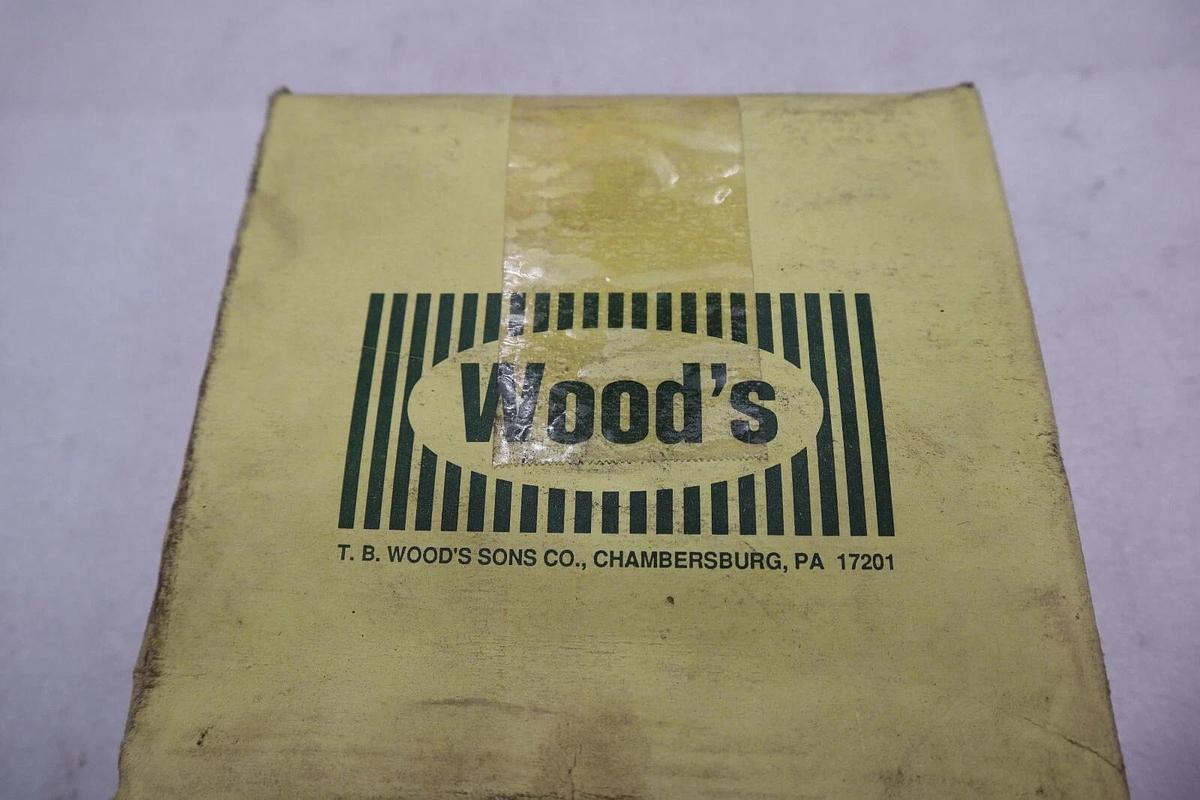 Wood's
T. B. WOOD'S SONS CO., CHAMBERSBURG, PA 17201